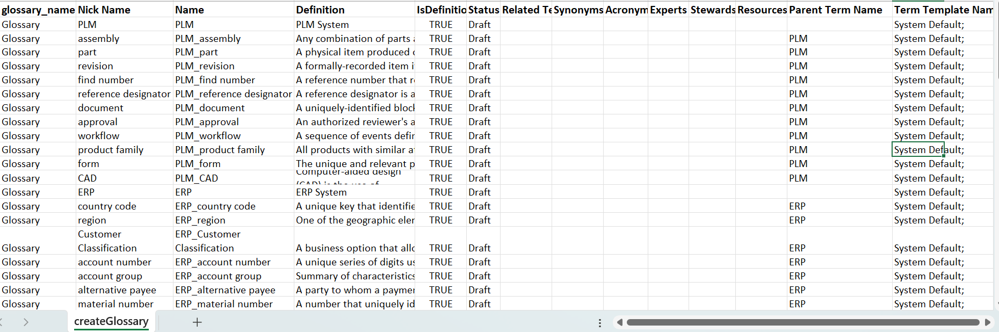 glossary_name Nick Name Name Definition IsDefinitio Status Related Te Synonyms Acronym Experts Stewards Resources Parent Term Name Term Template Nam
Glossary PLM PLM PLM System TRUE Draft System Default;
Glossary assembly PLM_assembly Any combination of parts TRUE Draft PLM System Default;
Glossary part PLM_part A physical item produced TRUE Draft PLM System Default;
Glossary revision PLM_revision A formally-recorded item i TRUE Draft PLM System Default;
Glossary find number PLM_find number A reference number that r TRUE Draft PLM System Default;
Glossary reference designator PLM_reference designator A reference designator is a TRUE Draft PLM System Default;
Glossary document PLM_document A uniquely-identified block TRUE Draft PLM System Default;
Glossary approval PLM_approval An authorized reviewer's a TRUE Draft PLM System Default;
Glossary workflow PLM_workflow A sequence of events defin TRUE Draft PLM System Default;
Glossary product family PLM_product family All products with similar a TRUE Draft PLM System Default;
Glossary form PLM_form The unique and relevant p TRUE Draft PLM System Default;
Computer-aided design
Glossary CAD PLM_CAD TRUE Draft PLM System Default;
(CAD) is the use of
Glossary ERP ERP ERP System TRUE Draft System Default;
Glossary country code ERP_country code A unique key that identifie TRUE Draft ERP System Default;
Glossary region ERP_region One of the geographic eler TRUE Draft ERP System Default;
Customer ERP_Customer
Glossary Classification Classification A business option that allo TRUE Draft ERP System Default;
Glossary account number ERP_account number A unique series of digits us TRUE Draft ERP System Default;
Glossary account group ERP_account group Summary of characteristics TRUE Draft ERP System Default;
Glossary alternative payee ERP_alternative payee A party to whom a paymer TRUE Draft ERP System Default;
Glossary material number ERP_material number A number that uniquely id TRUE Draft ERP System Default;
createGlossary